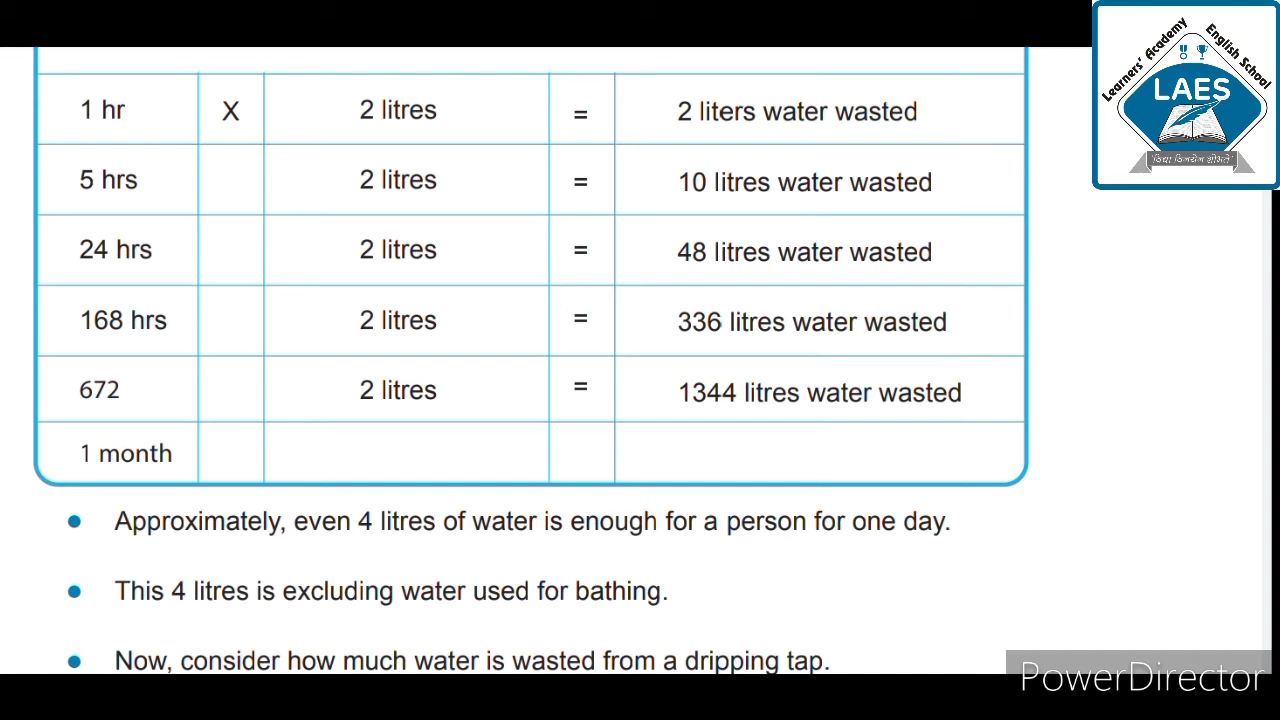 Learners' Academy English School
LAES
विद्या विनयेन शोभते
1 hr X 2 litres = 2 liters water wasted
5 hrs 2 litres = 10 litres water wasted
24 hrs 2 litres = 48 litres water wasted
168 hrs 2 litres = 336 litres water wasted
672 2 litres = 1344 litres water wasted
1 month
• Approximately, even 4 litres of water is enough for a person for one day.
• This 4 litres is excluding water used for bathing.
• Now, consider how much water is wasted from a dripping tap.
PowerDirector